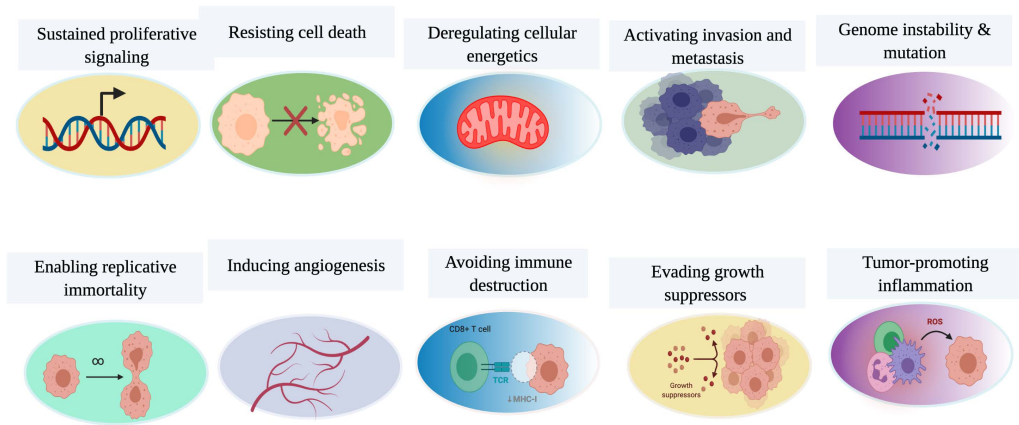 Sustained proliferative
signaling
Resisting cell death
Deregulating cellular
energetics
Activating invasion and
metastasis
Genome instability &
mutation
Enabling replicative
immortality
∞
Inducing angiogenesis
Avoiding immune
destruction
CD8+ T cell
TCR
↓MHC-I
Evading growth
suppressors
Growth
suppressors
Tumor-promoting
inflammation
ROS